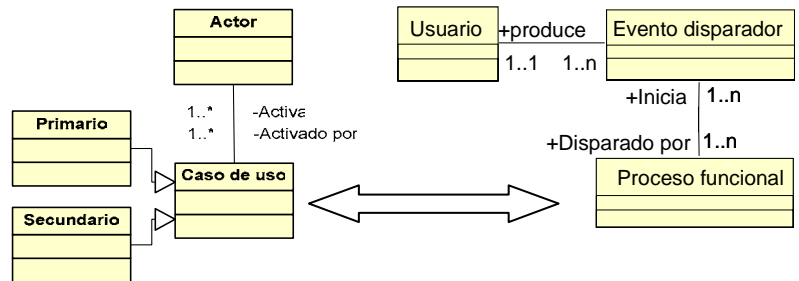 Actor
Usuario
+produce
Evento disparador
1..1
1..n
1..*
-Activa
1..*
-Activado por
+Inicia
1..n
Primario
+Disparado por
1..n
Caso de uso
Proceso funcional
Secundario